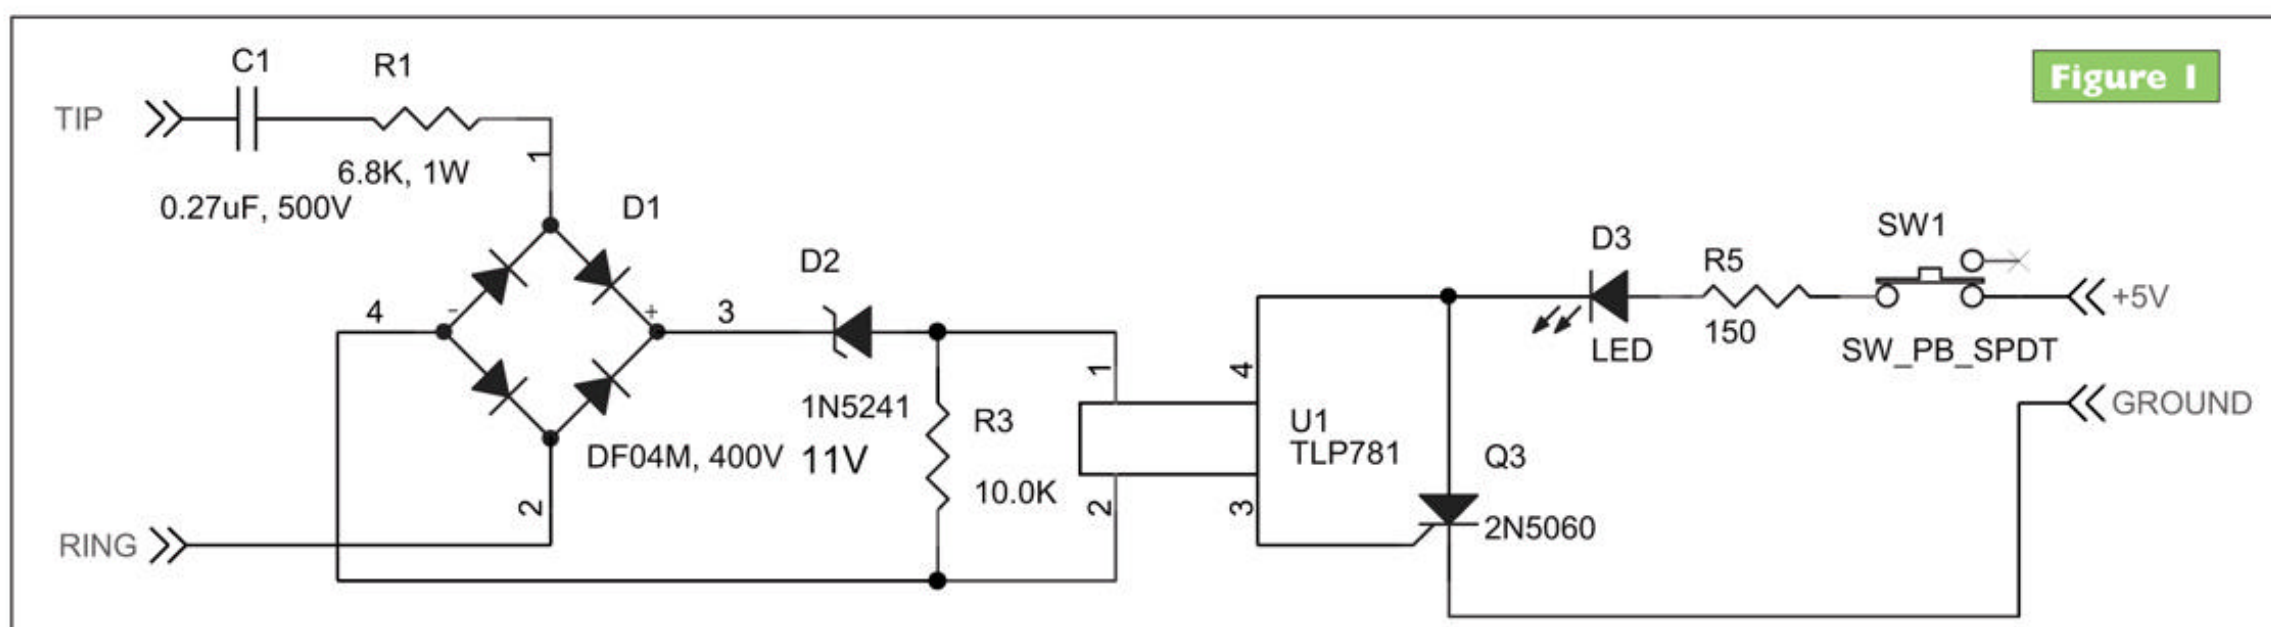 Figure 1
C1
R1
TIP
1
6.8K, 1W
0.27uF, 500V
D1
D2
D3
R5
SW1
4
-
+
3
+5V
150
LED
SW_PB_SPDT
1
4
1N5241
R3
U1
TLP781
GROUND
DF04M, 400V
11V
Q3
10.0K
2
2
3
2N5060
RING